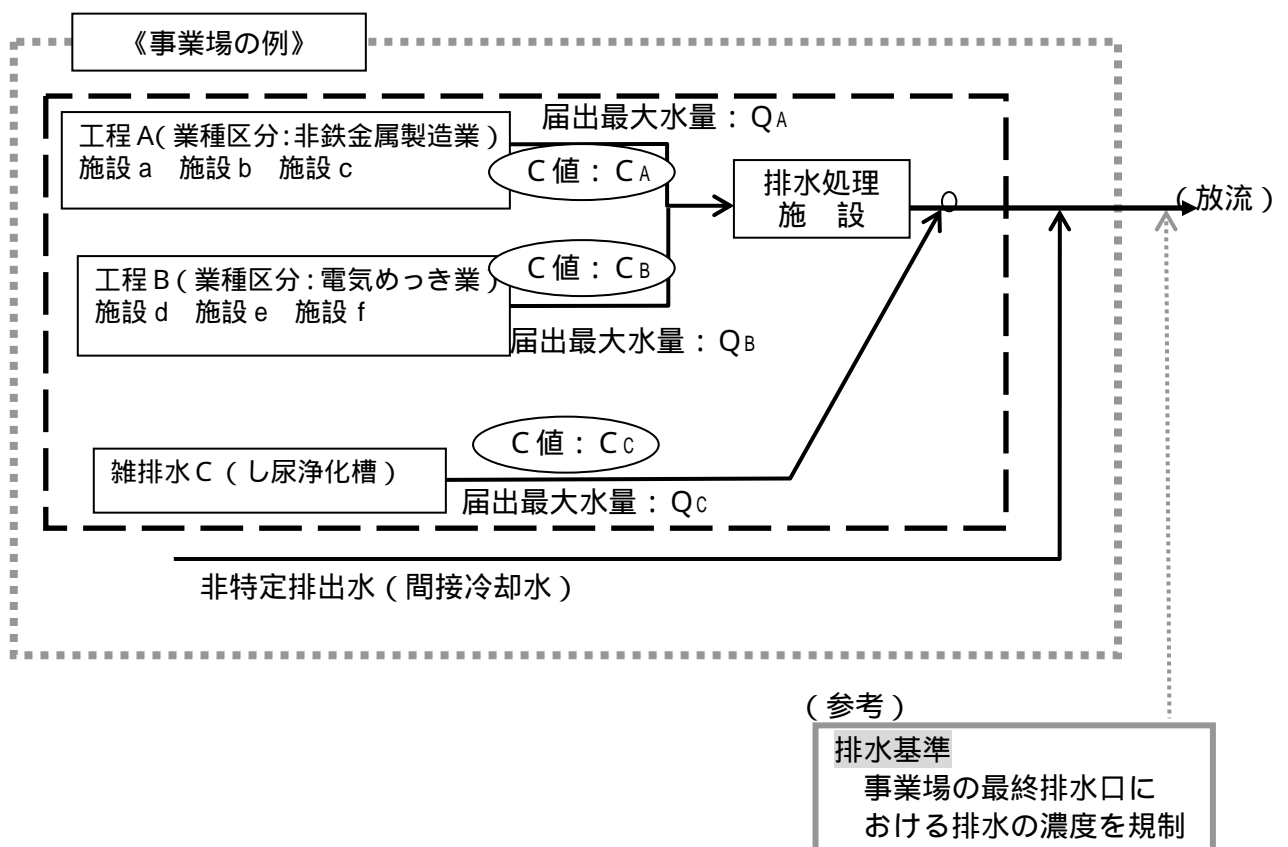 《事業場の例》
届出最大水量：QA
工程A（業種区分：非鉄金属製造業）
施設a　施設b　施設c
C値：CA
排水処理
施　設
（放流）
工程B（業種区分：電気めっき業）
施設d　施設e　施設f
C値：CB
届出最大水量：QB
C値：CC
雑排水C（し尿浄化槽）
届出最大水量：QC
非特定排出水（間接冷却水）
（参考）
排水基準
事業場の最終排水口に
おける排水の濃度を規制